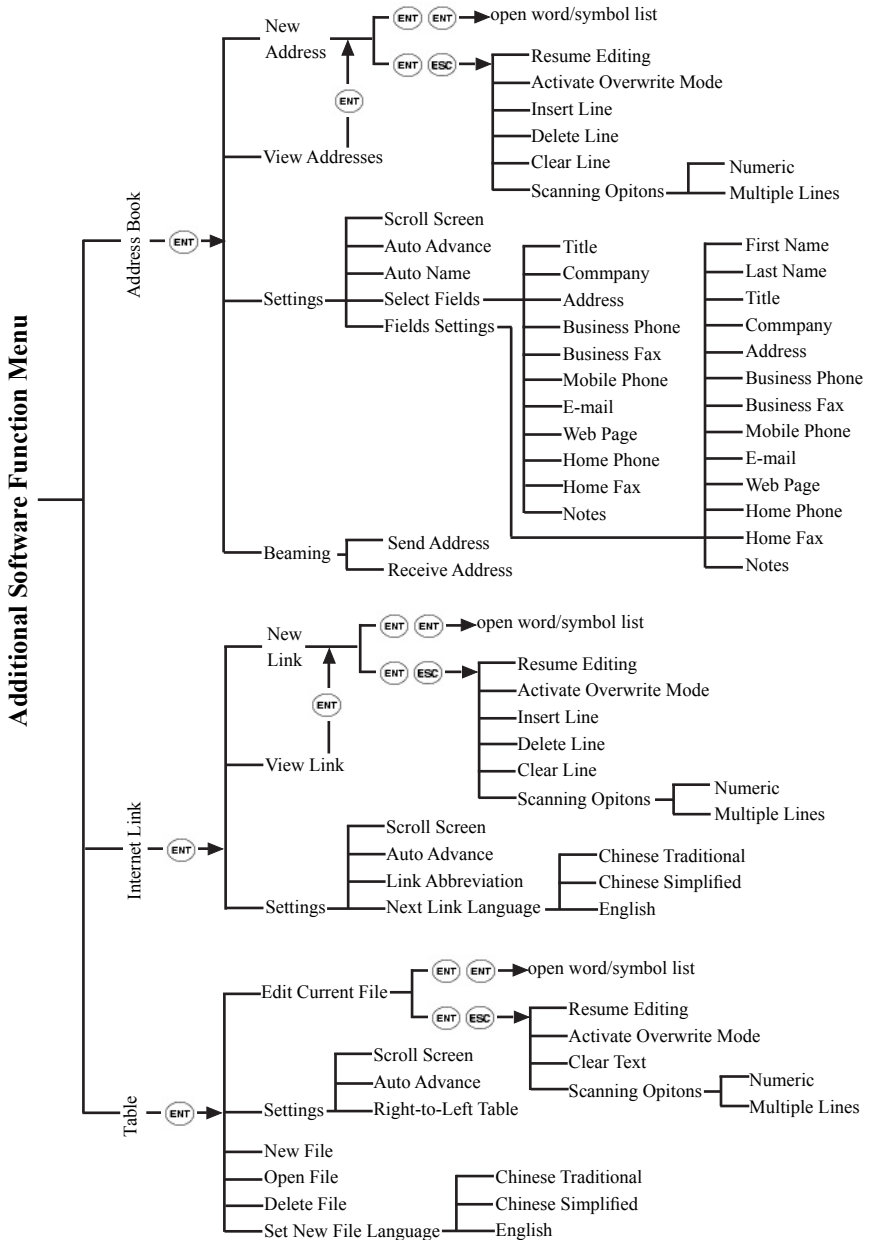 Additional Software Function Menu
Address Book
ENT
New
Address
ENT ENT open word/symbol list
ENT ESC
Resume Editing
Activate Overwrite Mode
Insert Line
Delete Line
Clear Line
Scanning Opitons
Numeric
Multiple Lines
ENT
View Addresses
Settings
Scroll Screen
Auto Advance
Auto Name
Select Fields
Fields Settings
Title
Commpany
Address
Business Phone
Business Fax
Mobile Phone
E-mail
Web Page
Home Phone
Home Fax
Notes
First Name
Last Name
Title
Commpany
Address
Business Phone
Business Fax
Mobile Phone
E-mail
Web Page
Home Phone
Home Fax
Notes
Beaming
Send Address
Receive Address
Internet Link
ENT
New
Link
ENT ENT open word/symbol list
ENT ESC
Resume Editing
Activate Overwrite Mode
Insert Line
Delete Line
Clear Line
Scanning Opitons
Numeric
Multiple Lines
ENT
View Link
Settings
Scroll Screen
Auto Advance
Link Abbreviation
Next Link Language
Chinese Traditional
Chinese Simplified
English
Table
ENT
Edit Current File
ENT ENT open word/symbol list
ENT ESC
Resume Editing
Activate Overwrite Mode
Clear Text
Scanning Opitons
Numeric
Multiple Lines
Settings
Scroll Screen
Auto Advance
Right-to-Left Table
New File
Open File
Delete File
Set New File Language
Chinese Traditional
Chinese Simplified
English